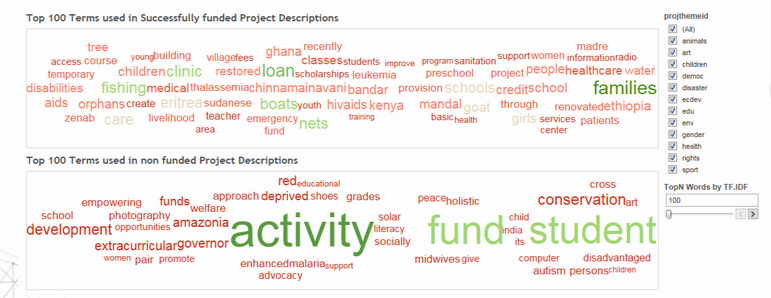 Top 100 Terms used in Successfully funded Project Descriptions
tree ghana recently madre
access course young building villagefees classes students improve program sanitation support women information radio
temporary children clinic restored loan scholarships leukemia preschool project people healthcare water
disabilities fishing medical thalassemia chinnamainavani bandar provision schools credit school families
aids orphans create eritrea sudanese boats youth hivaids kenya mandal goat through renovated ethiopia
zenab care livelihood teacher emergency nets training basic health girls services patients
area fund center
Top 100 Terms used in non funded Project Descriptions
red educational cross
empowering funds approach deprived shoes grades peace holistic conservation art
school photography welfare solar child
development opportunities amazonia activity literacy fund india student
extracurricular governor socially its
women pair promote enhanced malaria support midwives give computer disadvantaged
advocacy autism persons children
projthemeid
(All)
animals
art
children
democ
disaster
ecdev
edu
env
gender
health
rights
sport
TopN Words by TF.IDF
100